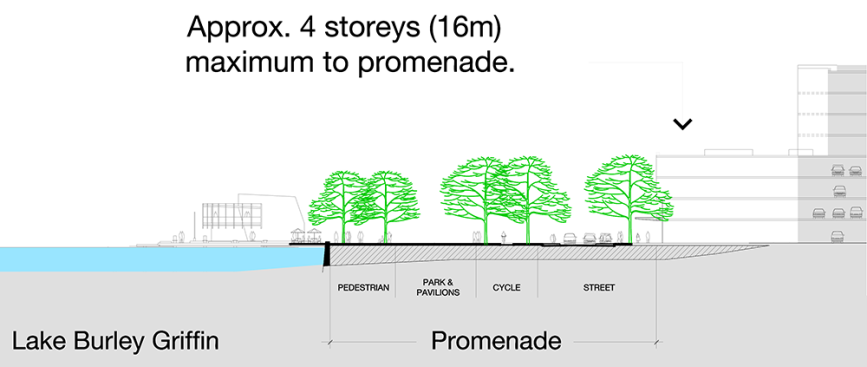 Approx. 4 storeys (16m)
maximum to promenade.
PEDESTRIAN
PARK &
PAVILIONS
CYCLE
STREET
Lake Burley Griffin
Promenade